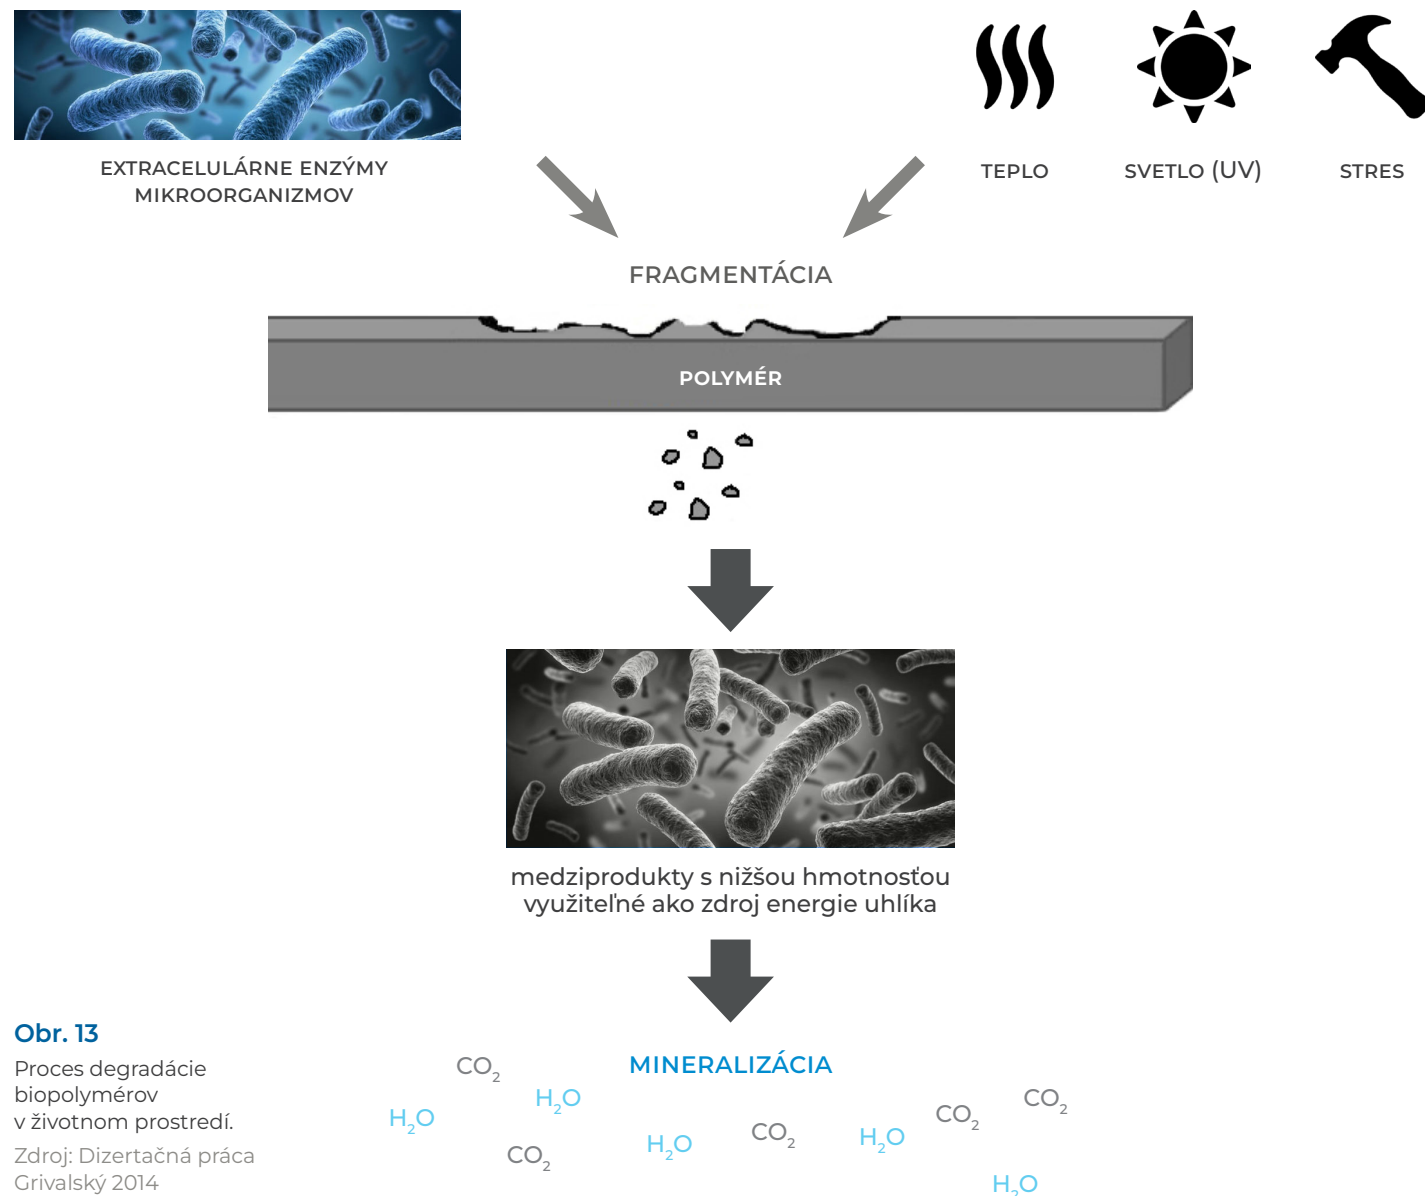 EXTRACELULÁRNE ENZÝMY
MIKROORGANIZMOV
TEPLO
SVETLO (UV)
STRES
FRAGMENTÁCIA
POLYMÉR
medziprodukty s nižšou hmotnosťou
využiteľné ako zdroj energie uhlíka
Obr. 13
Proces degradácie
biopolymérov
v životnom prostredí.
Zdroj: Dizertačná práca
Grivalský 2014
MINERALIZÁCIA
CO₂
H₂O
H₂O
CO₂
H₂O
CO₂
H₂O
CO₂
CO₂
H₂O